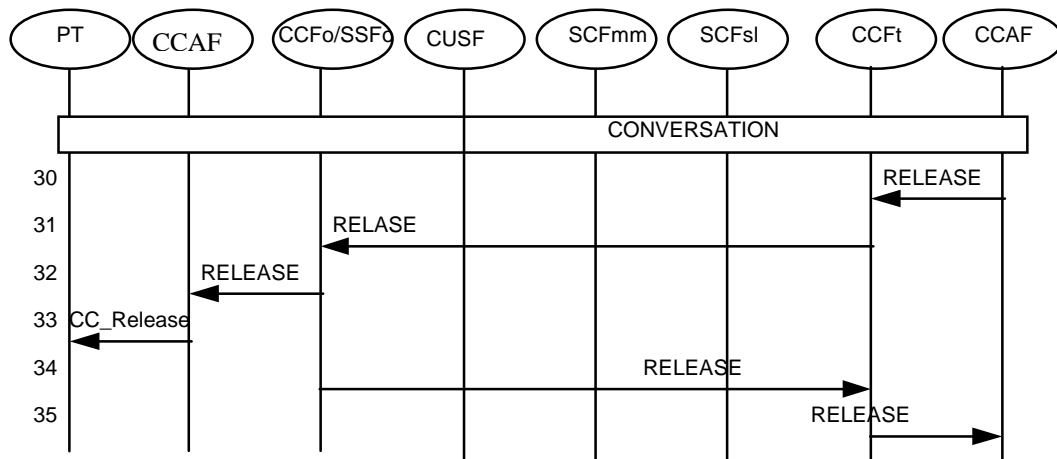 PT
CCAF
CCFo/SSFo
CUSF
SCFmm
SCFsl
CCFt
CCAF
CONVERSATION
30
RELEASE
31
RELASE
32
RELEASE
33
CC_Release
34
RELEASE
35
RELEASE